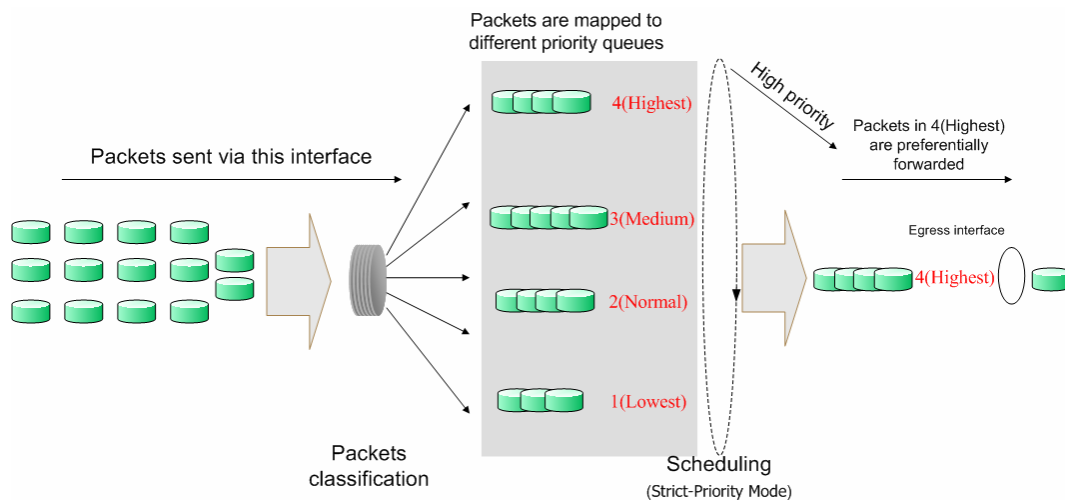 Packets are mapped to
different priority queues
Packets sent via this interface
4(Highest)
3(Medium)
2(Normal)
1(Lowest)
Packets
classification
Scheduling
(Strict-Priority Mode)
High priority
Packets in 4(Highest)
are preferentially
forwarded
Egress interface
4(Highest)